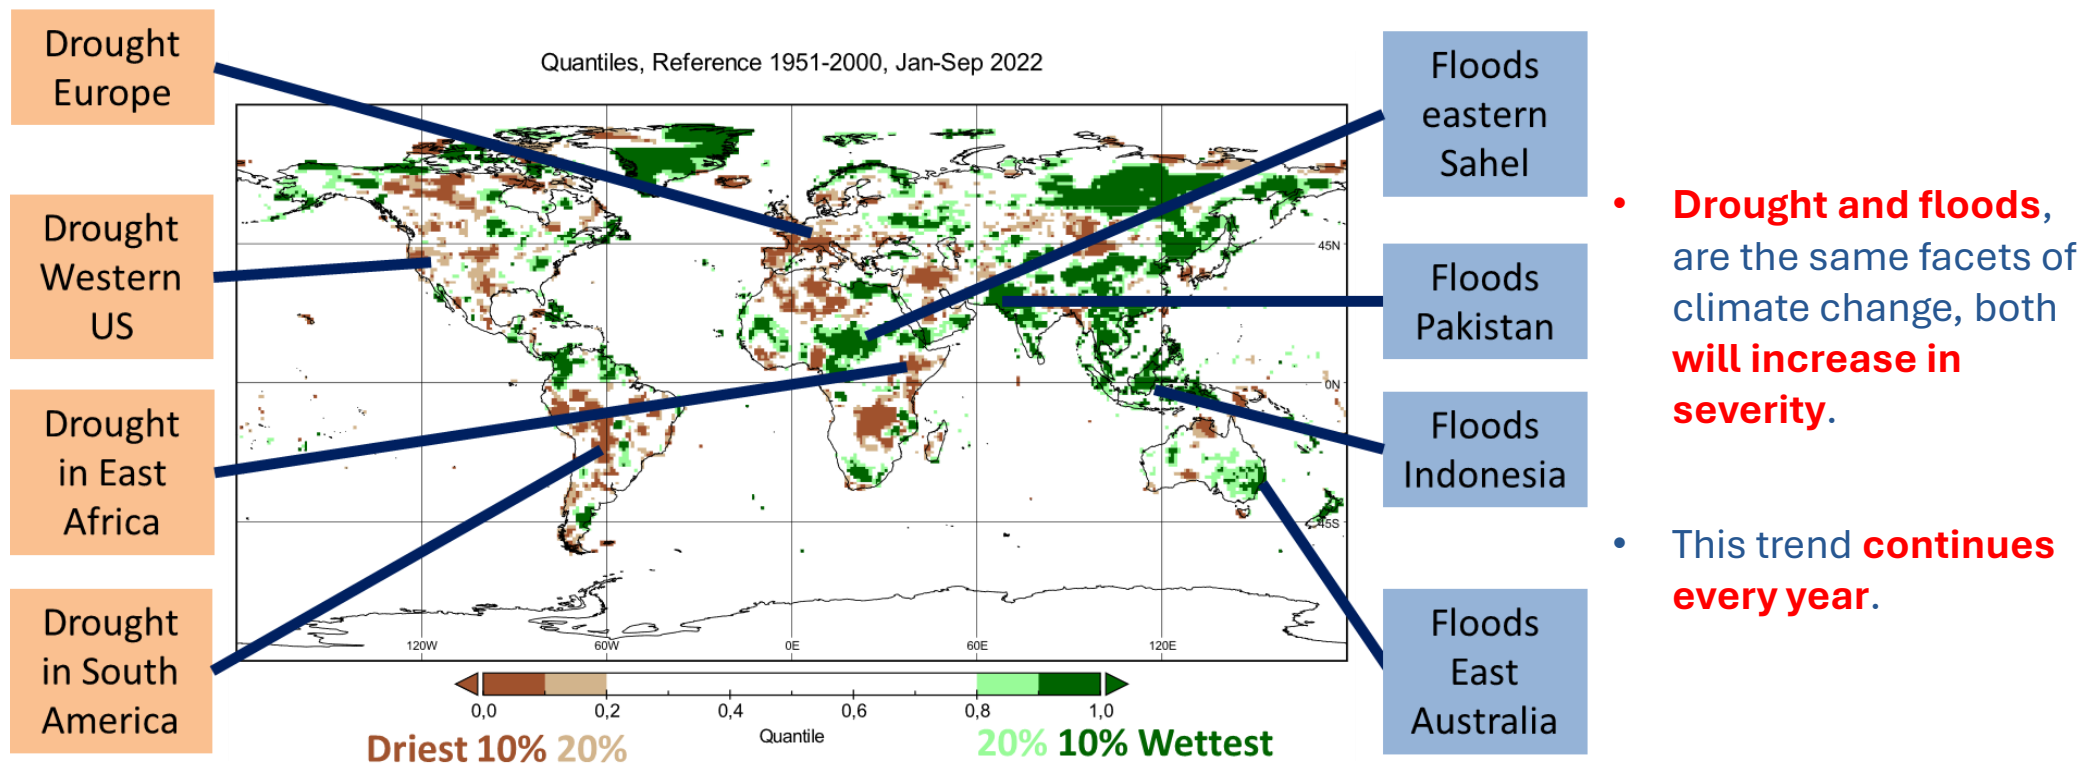 Drought
Europe
Drought
Western
US
Drought
in East
Africa
Drought
in South
America
Quantiles, Reference 1951-2000, Jan-Sep 2022
45N
0N
45S
120W
60W
0E
60E
120E
0,0
0,2
0,4
0,6
0,8
1,0
Quantile
Driest 10% 20%
20% 10% Wettest
Floods
eastern
Sahel
Floods
Pakistan
Floods
Indonesia
Floods
East
Australia
• Drought and floods,
are the same facets of
climate change, both
will increase in
severity.
• This trend continues
every year.